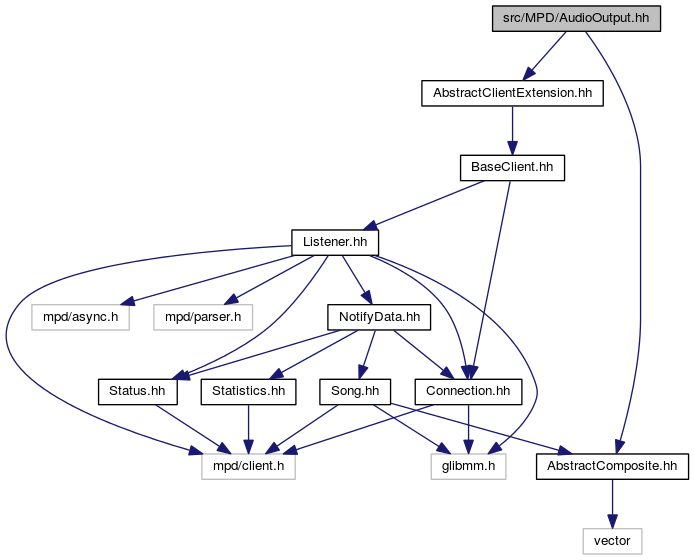 src/MPD/AudioOutput.hh
AbstractClientExtension.hh
BaseClient.hh
Listener.hh
mpd/async.h
mpd/parser.h
NotifyData.hh
Status.hh
Statistics.hh
Song.hh
Connection.hh
mpd/client.h
glibmm.h
AbstractComposite.hh
vector